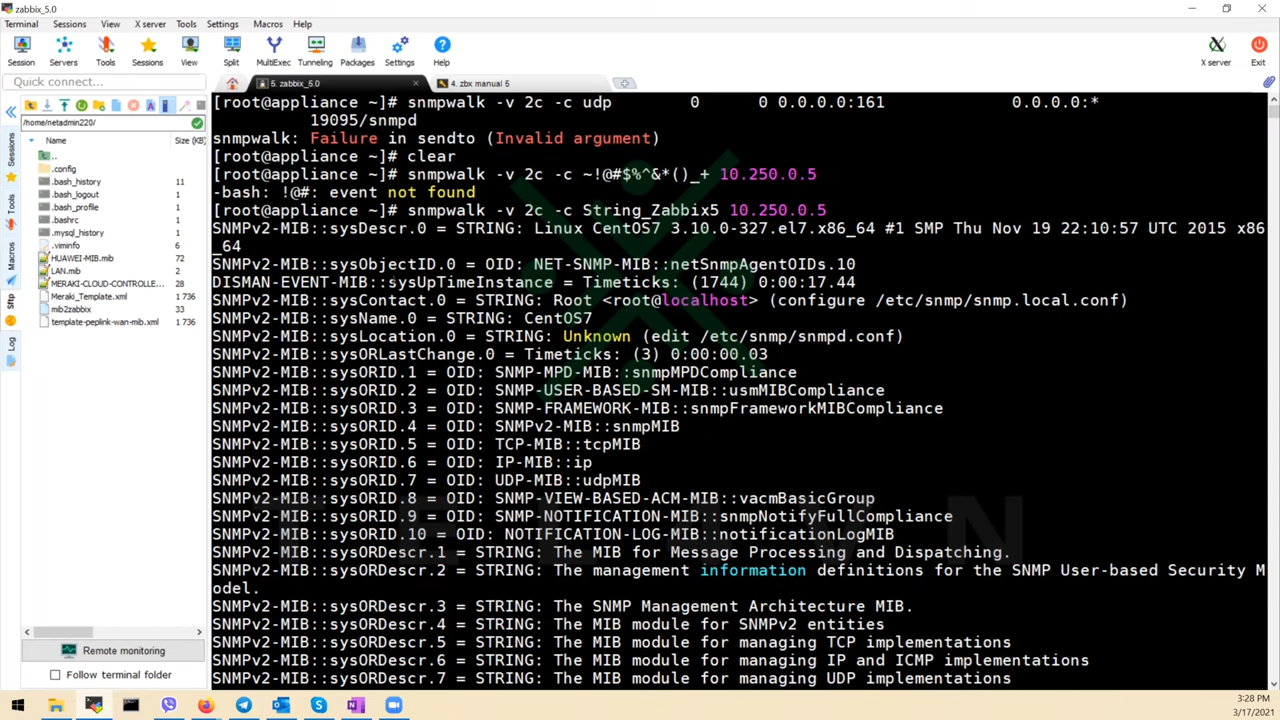 zabbix_5.0
Terminal Sessions View X server Tools Settings Macros Help
Session Servers Tools Sessions View Split MultiExec Tunneling Packages Settings Help X server Exit
Quick connect...
5. zabbix_5.0
4. zbx manual 5
/home/netadmin220/
Name Size (KB)
..
.config
.bash_history 11
.bash_logout 1
.bash_profile 1
.bashrc 1
.mysql_history 1
.viminfo 6
HUAWEI-MIB.mib 72
LAN.mib 2
MERAKI-CLOUD-CONTROLLE... 2
Meraki_Template.xml 1 736
mib2zabbix 33
template-peplink-wan-mib.xml 1 736
Sessions
Tools
Macros
Sftp
Log
Remote monitoring
Follow terminal folder
[root@appliance ~]# snmpwalk -v 2c -c udp 0 0 0.0.0.0:161 0.0.0.0:*
19095/snmpd
snmpwalk: Failure in sendto (Invalid argument)
[root@appliance ~]# clear
[root@appliance ~]# snmpwalk -v 2c -c ~!@#$%^&*()_+ 10.250.0.5
-bash: !@#: event not found
[root@appliance ~]# snmpwalk -v 2c -c String_Zabbix5 10.250.0.5
SNMPv2-MIB::sysDescr.0 = STRING: Linux CentOS7 3.10.0-327.el7.x86_64 #1 SMP Thu Nov 19 22:10:57 UTC 2015 x86
_64
SNMPv2-MIB::sysObjectID.0 = OID: NET-SNMP-MIB::netSnmpAgentOIDs.10
DISMAN-EVENT-MIB::sysUpTimeInstance = Timeticks: (1744) 0:00:17.44
SNMPv2-MIB::sysContact.0 = STRING: Root <root@localhost> (configure /etc/snmp/snmp.local.conf)
SNMPv2-MIB::sysName.0 = STRING: CentOS7
SNMPv2-MIB::sysLocation.0 = STRING: Unknown (edit /etc/snmp/snmpd.conf)
SNMPv2-MIB::sysORLastChange.0 = Timeticks: (3) 0:00:00.03
SNMPv2-MIB::sysORID.1 = OID: SNMP-MPD-MIB::snmpMPDCompliance
SNMPv2-MIB::sysORID.2 = OID: SNMP-USER-BASED-SM-MIB::usmMIBCompliance
SNMPv2-MIB::sysORID.3 = OID: SNMP-FRAMEWORK-MIB::snmpFrameworkMIBCompliance
SNMPv2-MIB::sysORID.4 = OID: SNMPv2-MIB::snmpMIB
SNMPv2-MIB::sysORID.5 = OID: TCP-MIB::tcpMIB
SNMPv2-MIB::sysORID.6 = OID: IP-MIB::ip
SNMPv2-MIB::sysORID.7 = OID: UDP-MIB::udpMIB
SNMPv2-MIB::sysORID.8 = OID: SNMP-VIEW-BASED-ACM-MIB::vacmBasicGroup
SNMPv2-MIB::sysORID.9 = OID: SNMP-NOTIFICATION-MIB::snmpNotifyFullCompliance
SNMPv2-MIB::sysORID.10 = OID: NOTIFICATION-LOG-MIB::notificationLogMIB
SNMPv2-MIB::sysORDescr.1 = STRING: The MIB for Message Processing and Dispatching.
SNMPv2-MIB::sysORDescr.2 = STRING: The management information definitions for the SNMP User-based Security M
odel.
SNMPv2-MIB::sysORDescr.3 = STRING: The SNMP Management Architecture MIB.
SNMPv2-MIB::sysORDescr.4 = STRING: The MIB module for SNMPv2 entities
SNMPv2-MIB::sysORDescr.5 = STRING: The MIB module for managing TCP implementations
SNMPv2-MIB::sysORDescr.6 = STRING: The MIB module for managing IP and ICMP implementations
SNMPv2-MIB::sysORDescr.7 = STRING: The MIB module for managing UDP implementations
3:28 PM
3/17/2021